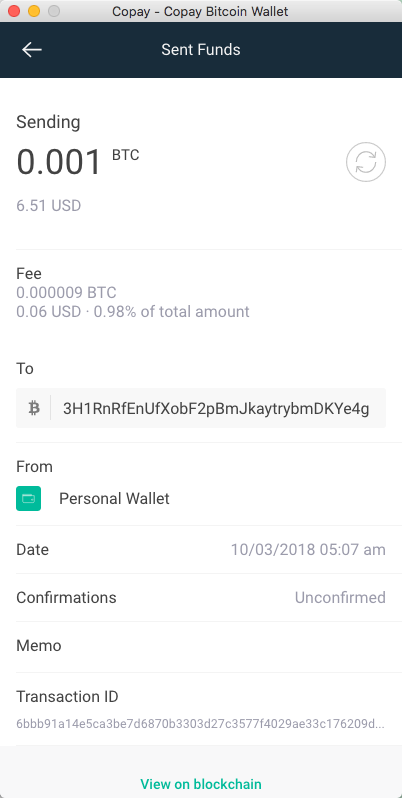 Copay - Copay Bitcoin Wallet
Sent Funds
Sending
0.001 BTC
6.51 USD
Fee
0.000009 BTC
0.06 USD · 0.98% of total amount
To
3H1RnRfEnUfXobF2pBmJkaytrybmDKYe4g
From
Personal Wallet
Date 10/03/2018 05:07 am
Confirmations Unconfirmed
Memo
Transaction ID
6bbb91a14e5ca3be7d6870b3303d27c3577f4029ae33c176209d...
View on blockchain